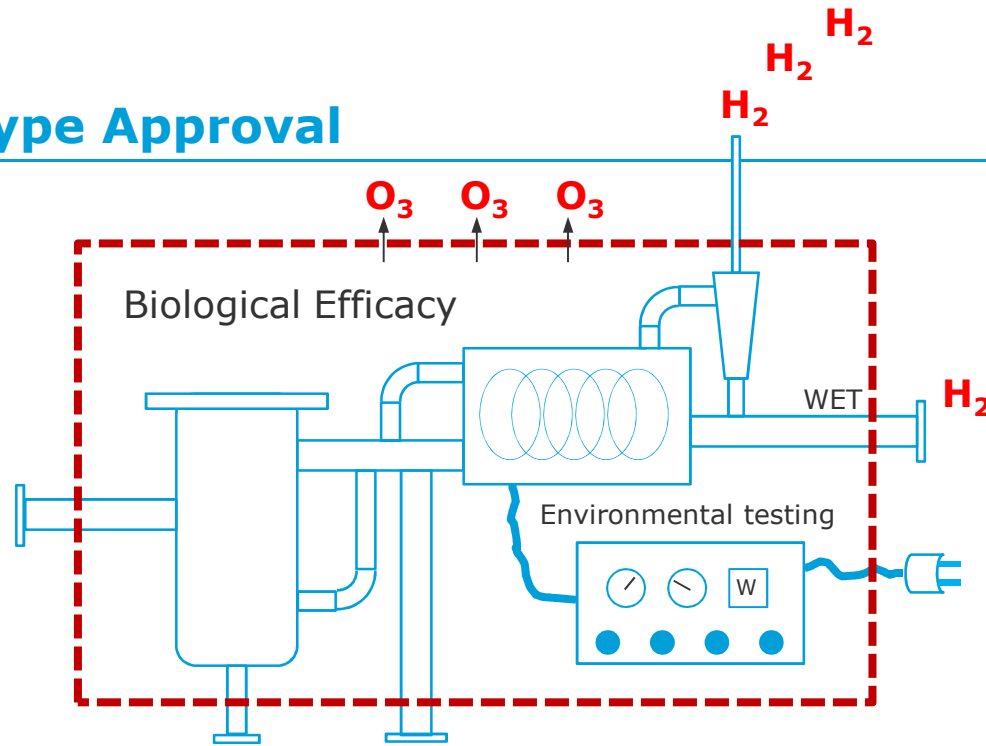 H₂
H₂
H₂
ype Approval
O₃ O₃ O₃
Biological Efficacy
WET
H₂
Environmental testing
W